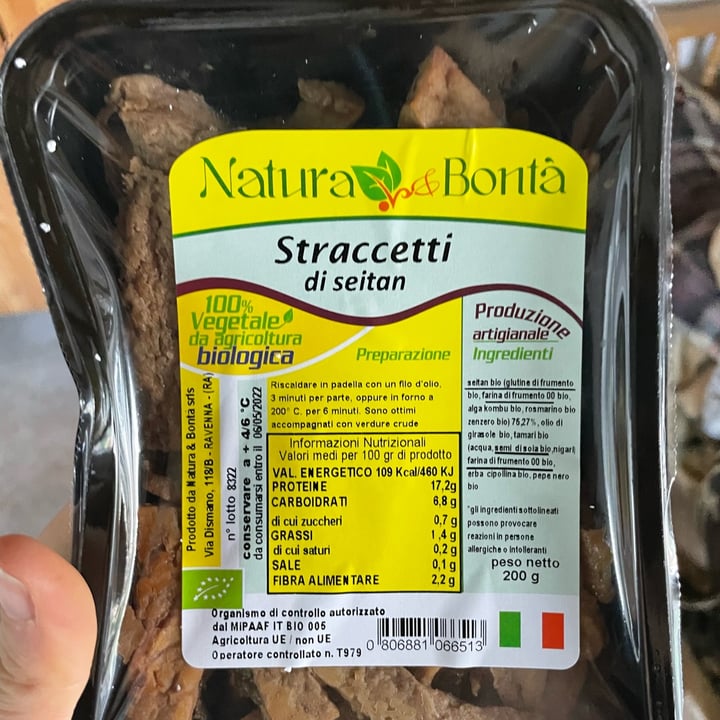 Natura & Bontà
Straccetti
di seitan
100%
Vegetale
da agricoltura
biologica
Preparazione
Riscaldare in padella con un filo d'olio,
3 minuti per parte, oppure in forno a
200° C. per 6 minuti. Sono ottimi
accompagnati con verdure crude
Informazioni Nutrizionali
Valori medi per 100 gr di prodotto
VAL. ENERGETICO 109 Kcal/460 KJ
PROTEINE 17,2g
CARBOIDRATI 6,8 g
di cui zuccheri 0,7 g
GRASSI 1,4 g
di cui saturi 0,2 g
SALE 0,1 g
FIBRA ALIMENTARE 2,2 g
Produzione
artigianale
Ingredienti
seitan bio (glutine di frumento
bio, farina di frumento 00 bio,
alga kombu bio, rosmarino bio
zenzero bio) 75,27%, olio di
girasole bio, tamari bio
(acqua, semi di soia bio, nigari)
farina di frumento 00 bio,
erba cipollina bio, pepe nero
bio
*gli ingredienti sottolineati
possono provocare
reazioni in persone
allergiche o intolleranti
peso netto
200 g
Prodotto da Natura & Bonta srls
Via Dismano, 118/B - RAVENNA - (RA)
n° lotto 8322
conservare a + 4/6 °C
da consumarsi entro il 06/05/2022
Organismo di controllo autorizzato
dal MiPAAF IT BIO 005
Agricoltura UE / non UE
Operatore controllato n. T979
0 806881 066513